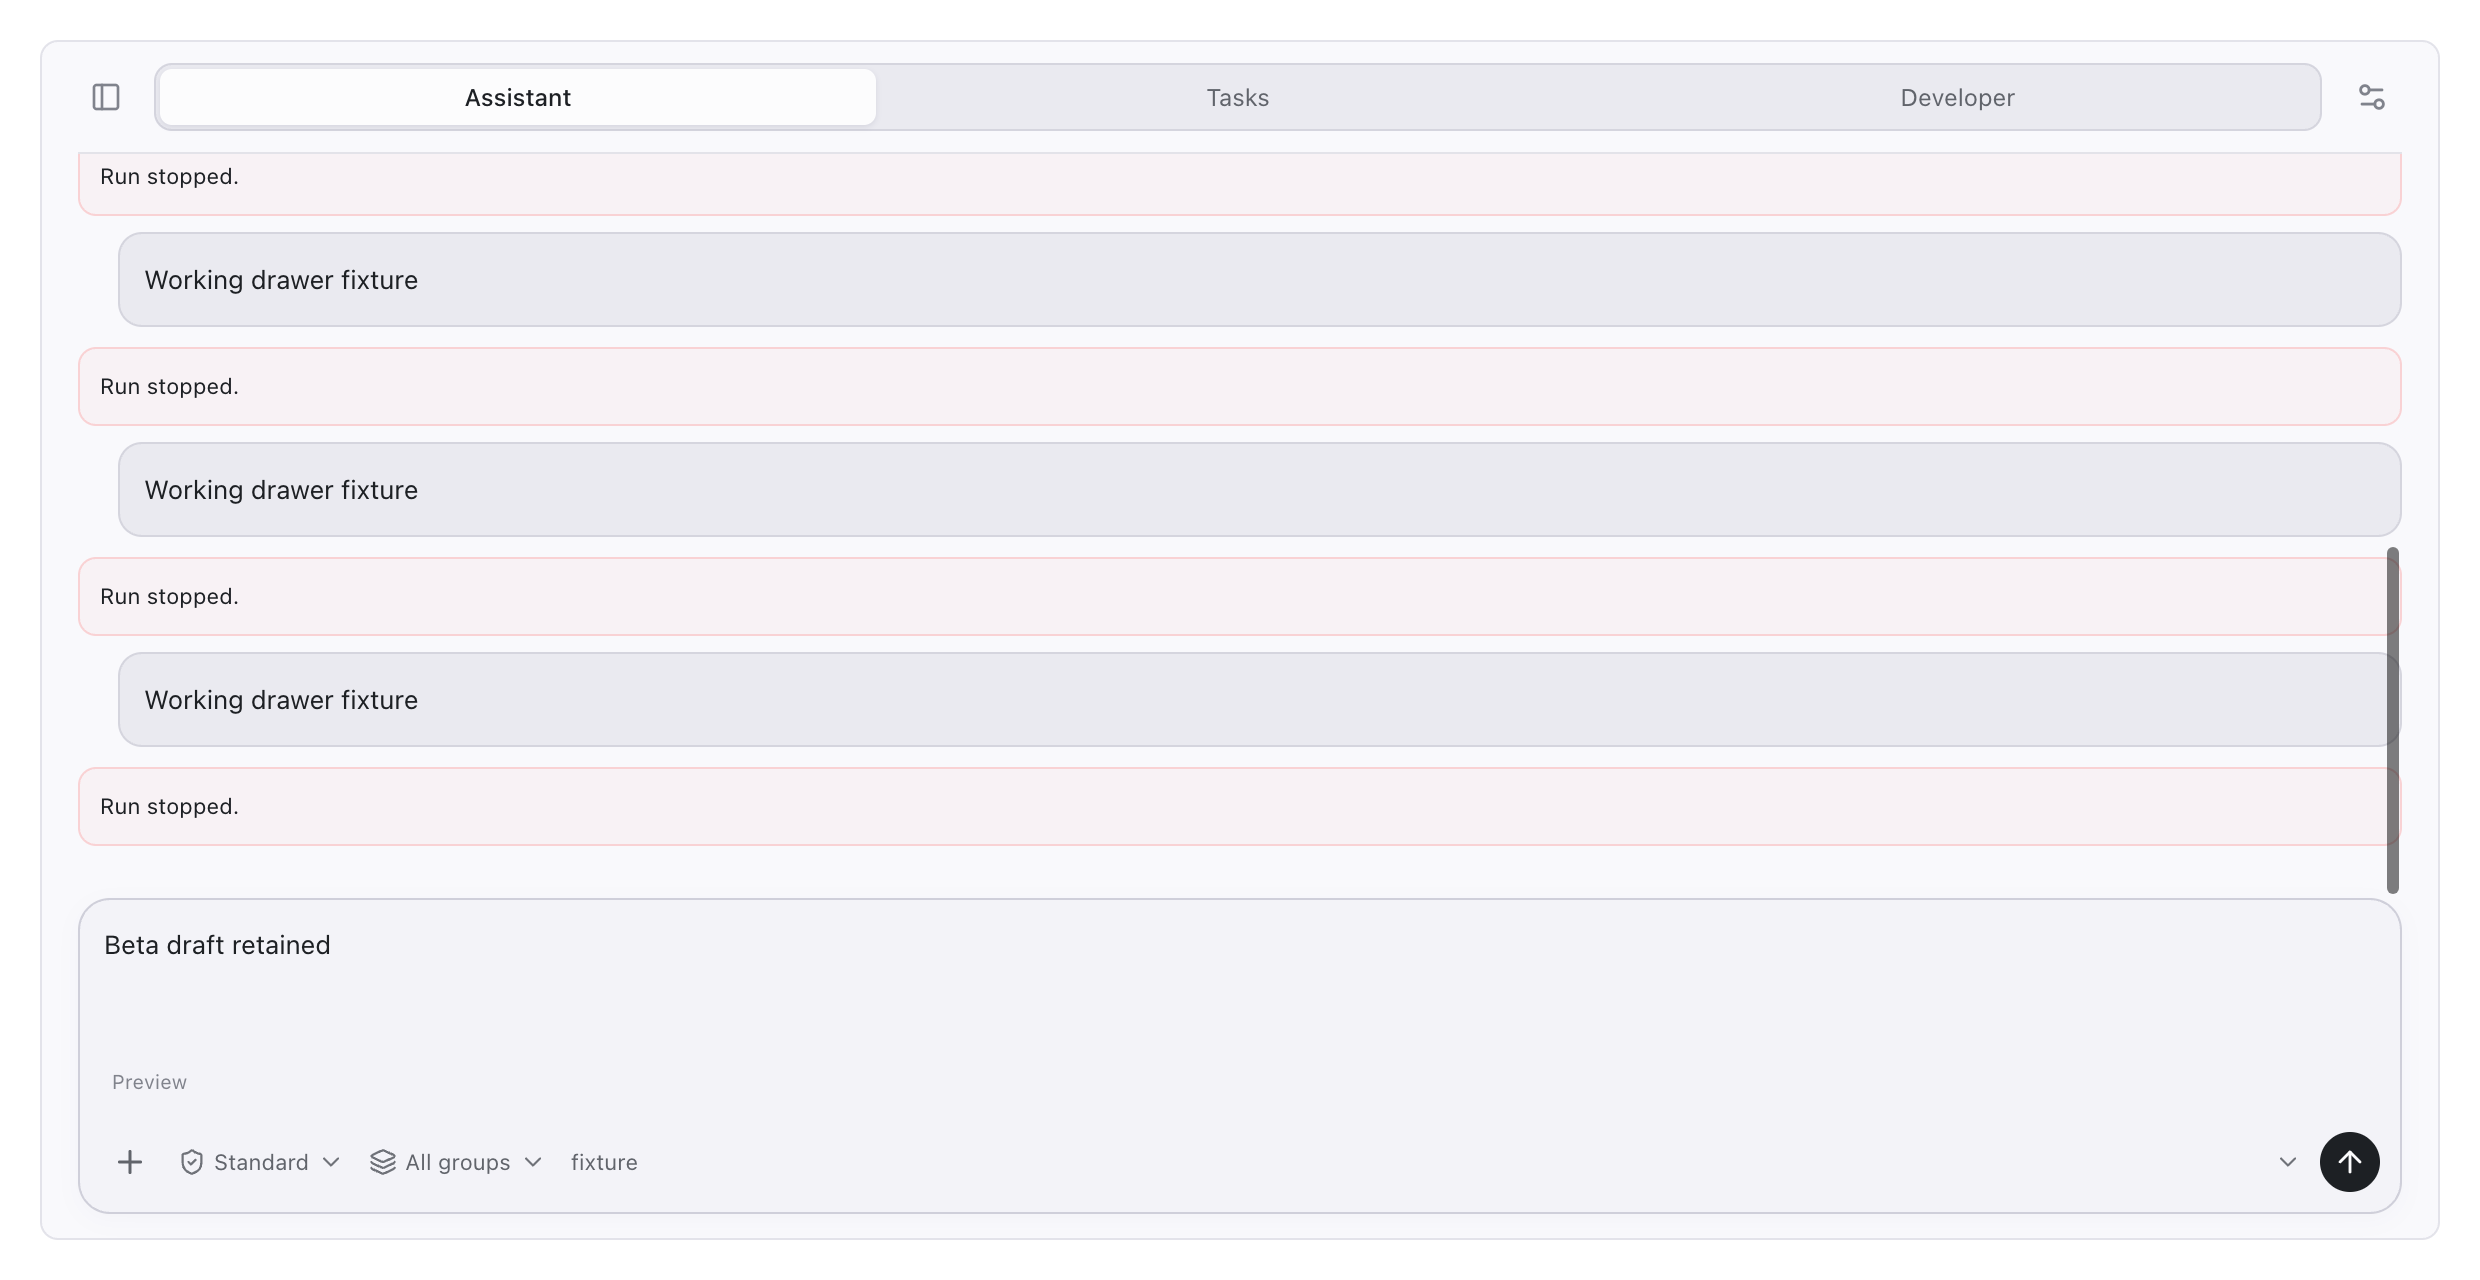 Assistant
Tasks
Developer
Run stopped.
Working drawer fixture
Run stopped.
Working drawer fixture
Run stopped.
Working drawer fixture
Run stopped.
Beta draft retained
Preview
Standard
All groups
fixture